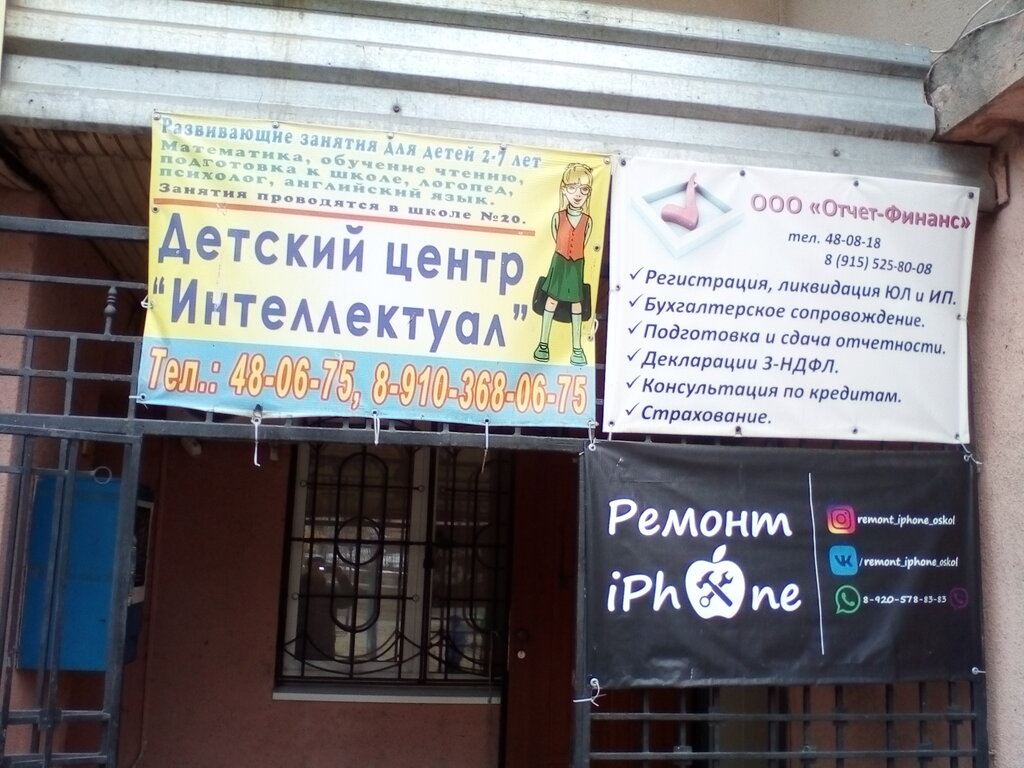 Развивающие занятия для детей 2-7 лет
Математика, обучение чтению,
подготовка к школе, логопед,
психолог, английский язык.
Занятия проводятся в школе №20.
Детский центр
"Интеллектуал"
Тел.: 48-06-75, 8-910-368-06-75
ООО «Отчет-Финанс»
тел. 48-08-18
8 (915) 525-80-08
✓ Регистрация, ликвидация ЮЛ и ИП.
✓ Бухгалтерское сопровождение.
✓ Подготовка и сдача отчетности.
✓ Декларации 3-НДФЛ.
✓ Консультация по кредитам.
✓ Страхование.
Ремонт
iPhone
remont_iphone_oskol
/remont_iphone_oskol
8-920-578-83-83